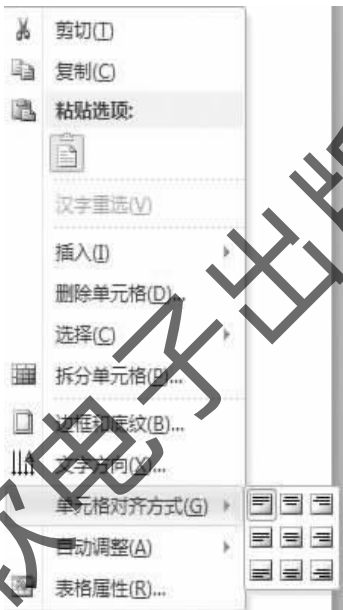 剪切(T)
复制(C)
粘贴选项:
汉字重选(V)
插入(I)
删除单元格(D)...
选择(C)
拆分单元格(P)...
边框和底纹(B)...
文字方向(X)...
单元格对齐方式(G)
自动调整(A)
表格属性(R)...